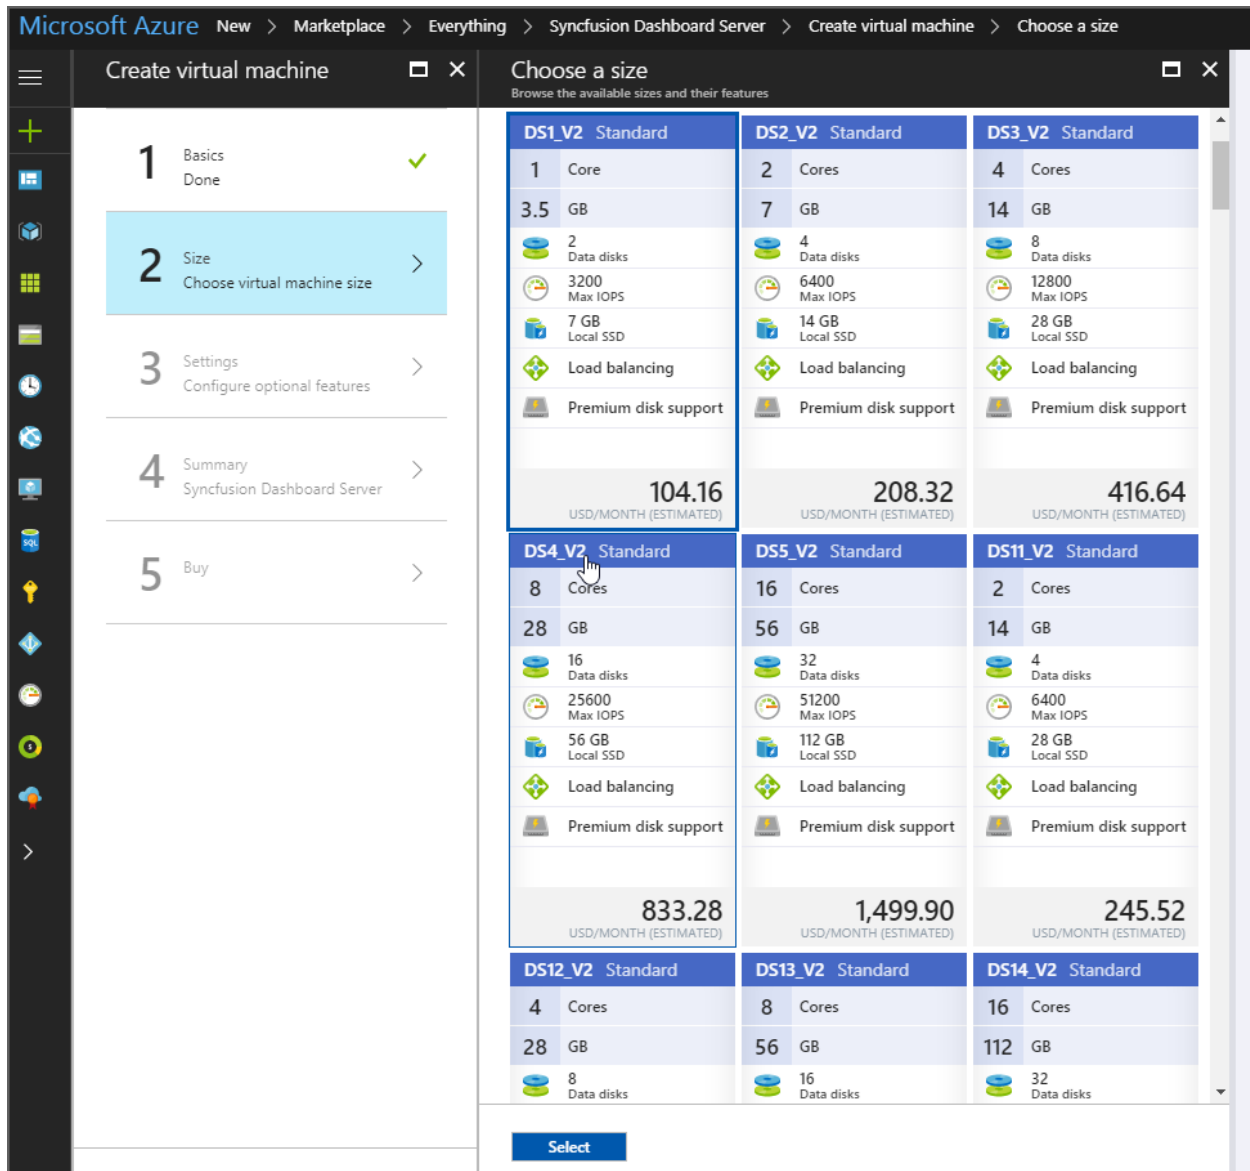 Microsoft Azure New > Marketplace > Everything > Syncfusion Dashboard Server > Create virtual machine > Choose a size
Create virtual machine
1
Basics
Done
2
Size
Choose virtual machine size
3
Settings
Configure optional features
4
Summary
Syncfusion Dashboard Server
5
Buy
Choose a size
Browse the available sizes and their features
DS1_V2 Standard
1 Core
3.5 GB
2
Data disks
3200
Max IOPS
7 GB
Local SSD
Load balancing
Premium disk support
104.16
USD/MONTH (ESTIMATED)
DS2_V2 Standard
2 Cores
7 GB
4
Data disks
6400
Max IOPS
14 GB
Local SSD
Load balancing
Premium disk support
208.32
USD/MONTH (ESTIMATED)
DS3_V2 Standard
4 Cores
14 GB
8
Data disks
12800
Max IOPS
28 GB
Local SSD
Load balancing
Premium disk support
416.64
USD/MONTH (ESTIMATED)
DS4_V2 Standard
8 Cores
28 GB
16
Data disks
25600
Max IOPS
56 GB
Local SSD
Load balancing
Premium disk support
833.28
USD/MONTH (ESTIMATED)
DS5_V2 Standard
16 Cores
56 GB
32
Data disks
51200
Max IOPS
112 GB
Local SSD
Load balancing
Premium disk support
1,499.90
USD/MONTH (ESTIMATED)
DS11_V2 Standard
2 Cores
14 GB
4
Data disks
6400
Max IOPS
28 GB
Local SSD
Load balancing
Premium disk support
245.52
USD/MONTH (ESTIMATED)
DS12_V2 Standard
4 Cores
28 GB
8
Data disks
DS13_V2 Standard
8 Cores
56 GB
16
Data disks
DS14_V2 Standard
16 Cores
112 GB
32
Data disks
SQL
Select